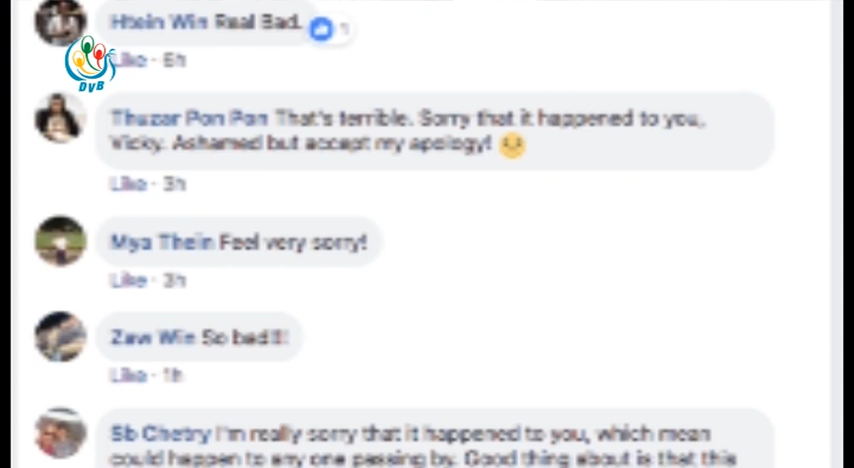 Htein Win Real Bad. 1
Like · 6h
DVB
Thuzar Pon Pon That's terrible. Sorry that it happened to you,
Vicky. Ashamed but accept my apology!
Like · 3h
Mya Thein Feel very sorry!
Like · 3h
Zaw Win So bad!!!
Like · 1h
Sb Chetry I'm really sorry that it happened to you, which mean
could happen to any one passing by. Good thing about is that this